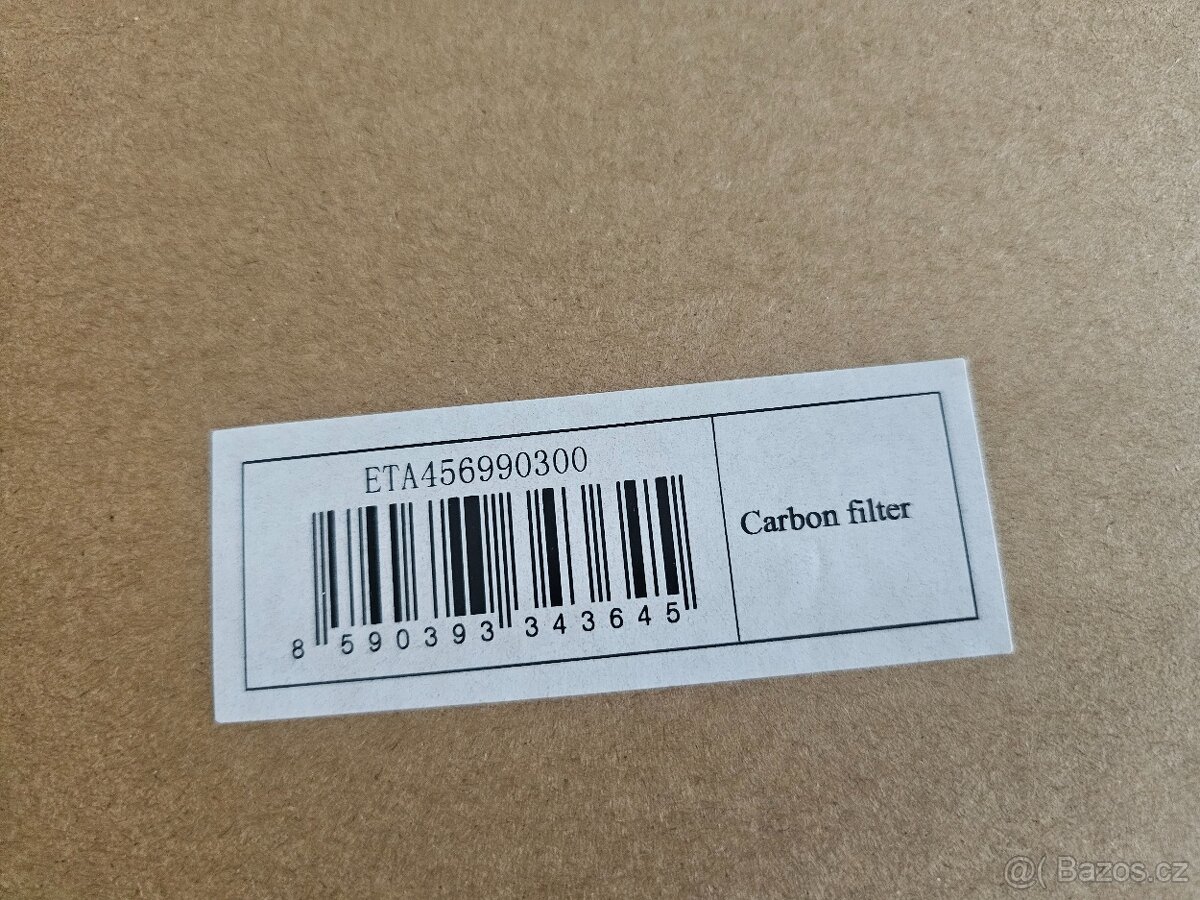 ETA456990300
8 590393 343645
Carbon filter
@( Bazos.cz